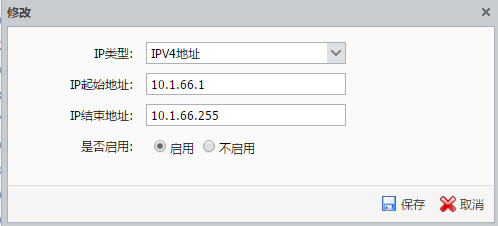 修改
IP类型: IPV4地址
IP起始地址: 10.1.66.1
IP结束地址: 10.1.66.255
是否启用: 启用 不启用
保存 取消